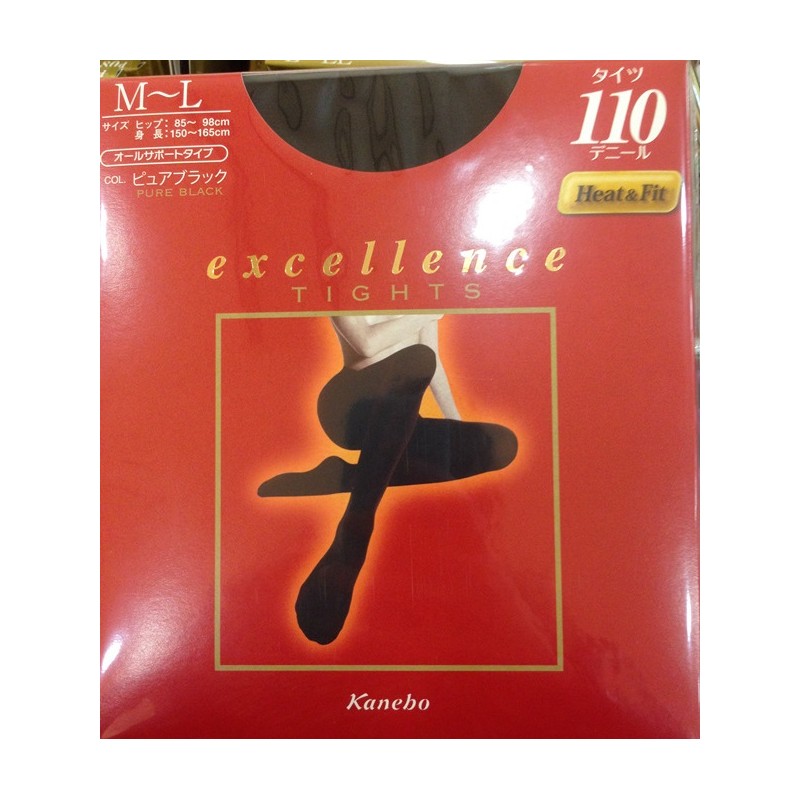 M～L
サイズ ヒップ：85～ 98cm
身 長：150～165cm
オールサポートタイプ
COL. ピュアブラック
PURE BLACK
タイツ
110
デニール
Heat&Fit
excellence
TIGHTS
Kanebo